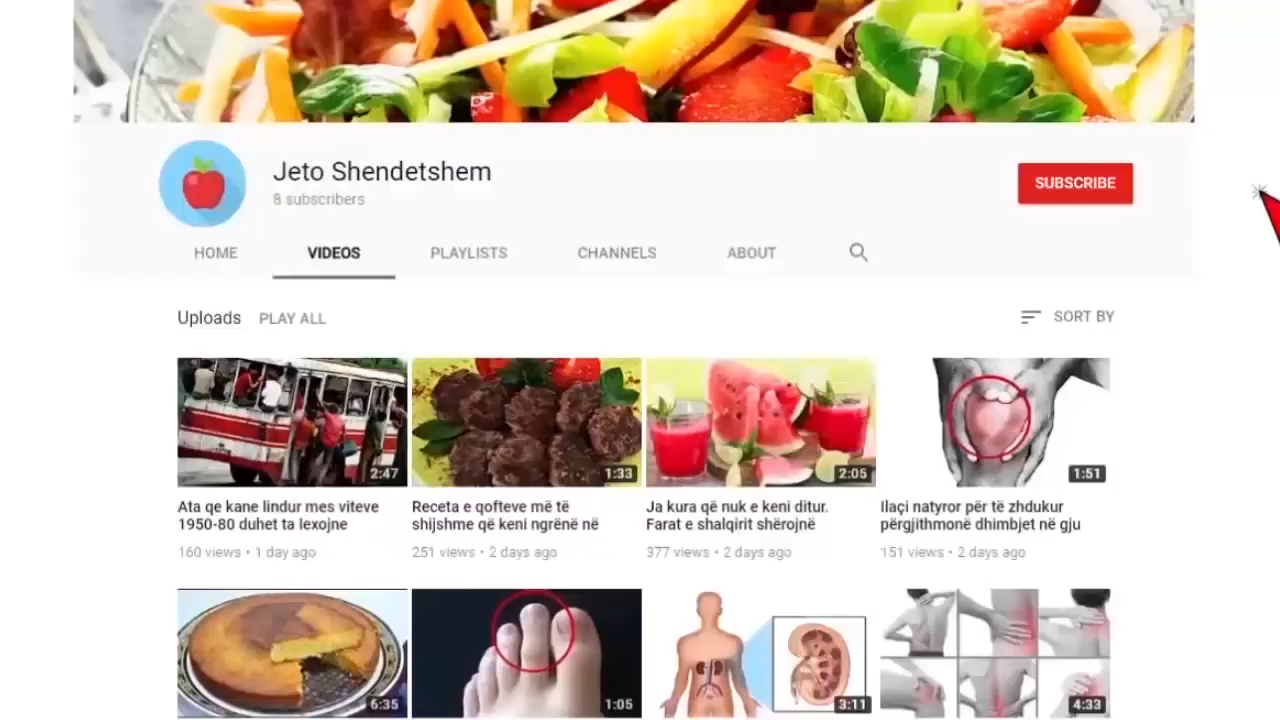 Jeto Shendetshem
8 subscribers
SUBSCRIBE
HOME VIDEOS PLAYLISTS CHANNELS ABOUT
Uploads PLAY ALL SORT BY
2:47 1:33 2:05 1:51
Ata qe kane lindur mes viteve
1950-80 duhet ta lexojne
160 views • 1 day ago
Receta e qofteve më të
shijshme që keni ngrënë në
251 views • 2 days ago
Ja kura që nuk e keni ditur.
Farat e shalqirit shërojnë
377 views • 2 days ago
Ilaçi natyror për të zhdukur
përgjithmonë dhimbjet në gju
151 views • 2 days ago
6:35 1:05 3:11 4:33